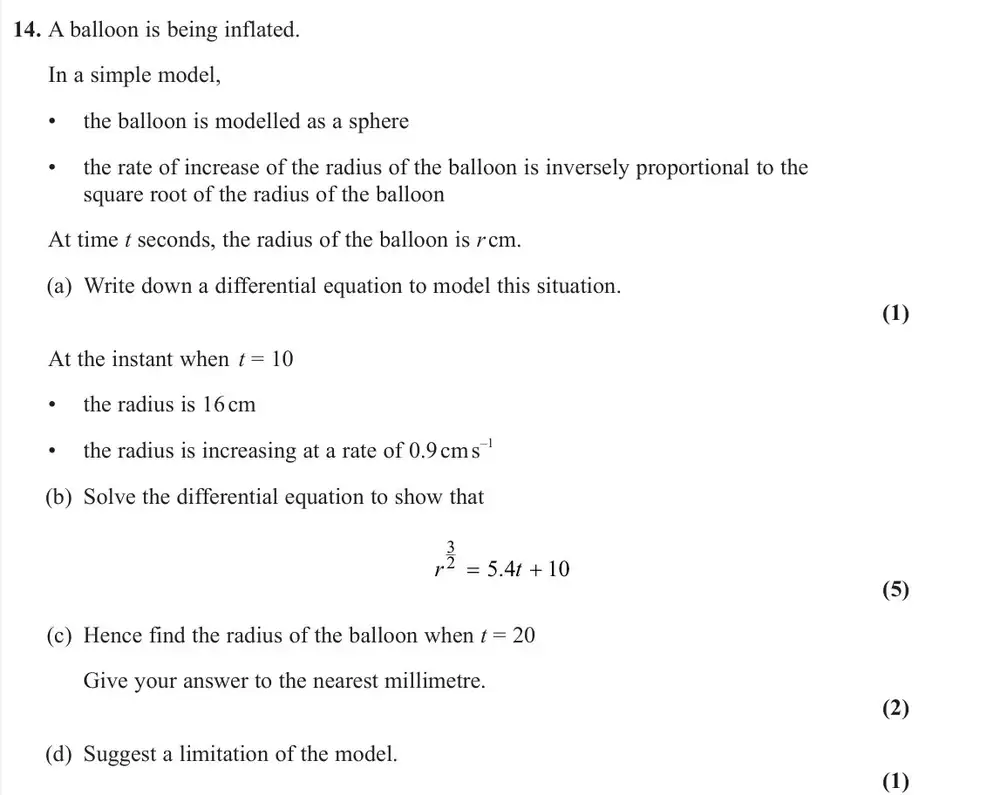 14. A balloon is being inflated.
In a simple model,
• the balloon is modelled as a sphere
• the rate of increase of the radius of the balloon is inversely proportional to the
square root of the radius of the balloon
At time t seconds, the radius of the balloon is r cm.
(a) Write down a differential equation to model this situation.
(1)
At the instant when t = 10
• the radius is 16 cm
• the radius is increasing at a rate of 0.9 cm s⁻¹
(b) Solve the differential equation to show that
r^(3/2) = 5.4t + 10
(5)
(c) Hence find the radius of the balloon when t = 20
Give your answer to the nearest millimetre.
(2)
(d) Suggest a limitation of the model.
(1)